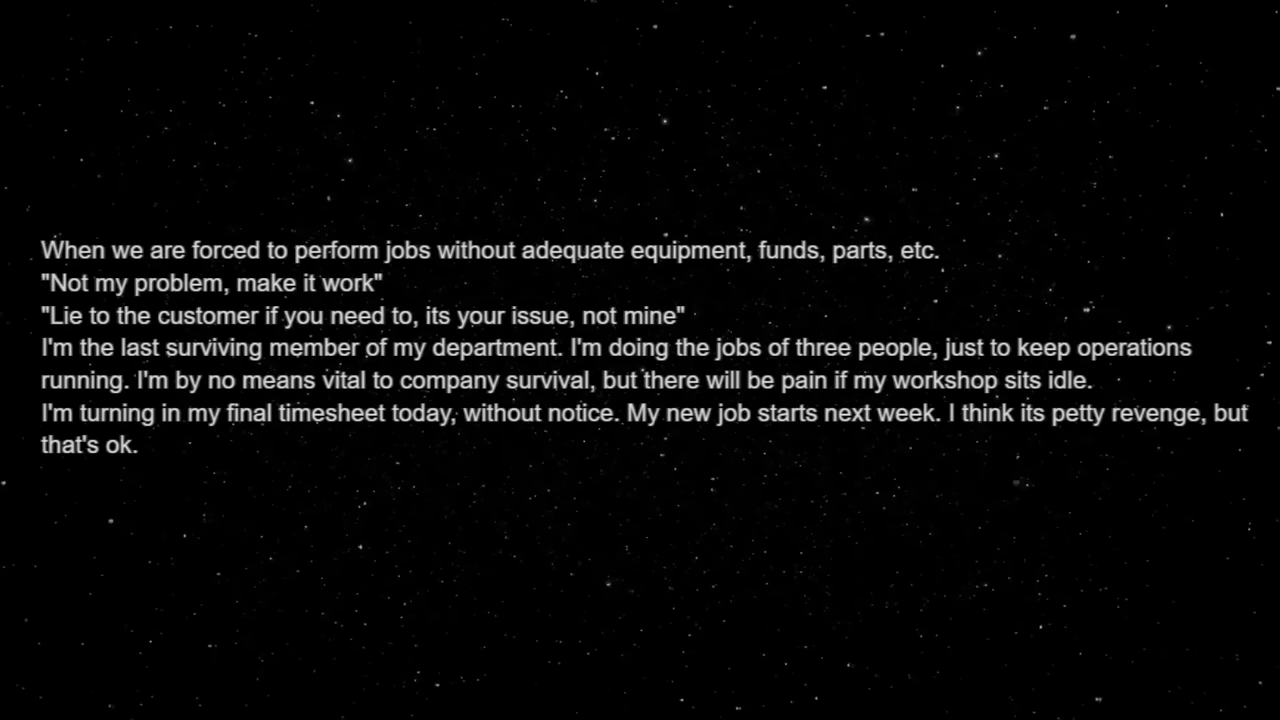 When we are forced to perform jobs without adequate equipment, funds, parts, etc.
"Not my problem, make it work"
"Lie to the customer if you need to, its your issue, not mine"
I'm the last surviving member of my department. I'm doing the jobs of three people, just to keep operations
running. I'm by no means vital to company survival, but there will be pain if my workshop sits idle.
I'm turning in my final timesheet today, without notice. My new job starts next week. I think its petty revenge, but
that's ok.